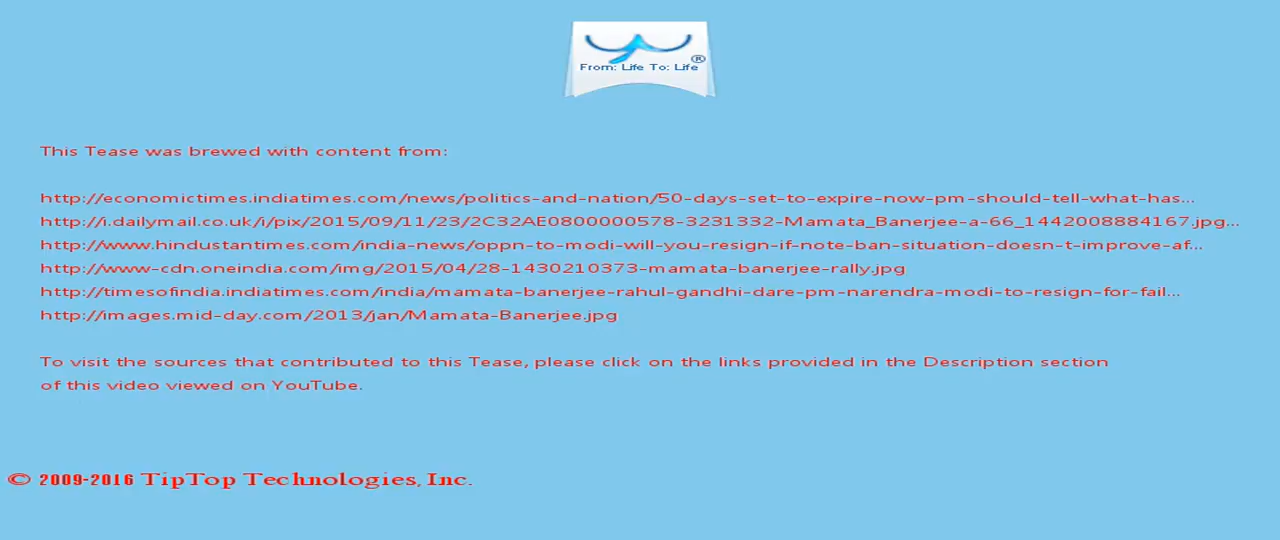 From: Life To: Life®
This Tease was brewed with content from:
http://economictimes.indiatimes.com/news/politics-and-nation/50-days-set-to-expire-now-pm-should-tell-what-has...
http://i.dailymail.co.uk/i/pix/2015/09/11/23/2C32AE0800000578-3231332-Mamata_Banerjee-a-66_1442008884167.jpg...
http://www.hindustantimes.com/india-news/oppn-to-modi-will-you-resign-if-note-ban-situation-doesn-t-improve-af...
http://www-cdn.oneindia.com/img/2015/04/28-1430210373-mamata-banerjee-rally.jpg
http://timesofindia.indiatimes.com/india/mamata-banerjee-rahul-gandhi-dare-pm-narendra-modi-to-resign-for-fail...
http://images.mid-day.com/2013/jan/Mamata-Banerjee.jpg
To visit the sources that contributed to this Tease, please click on the links provided in the Description section
of this video viewed on YouTube.
© 2009-2016 TipTop Technologies, Inc.